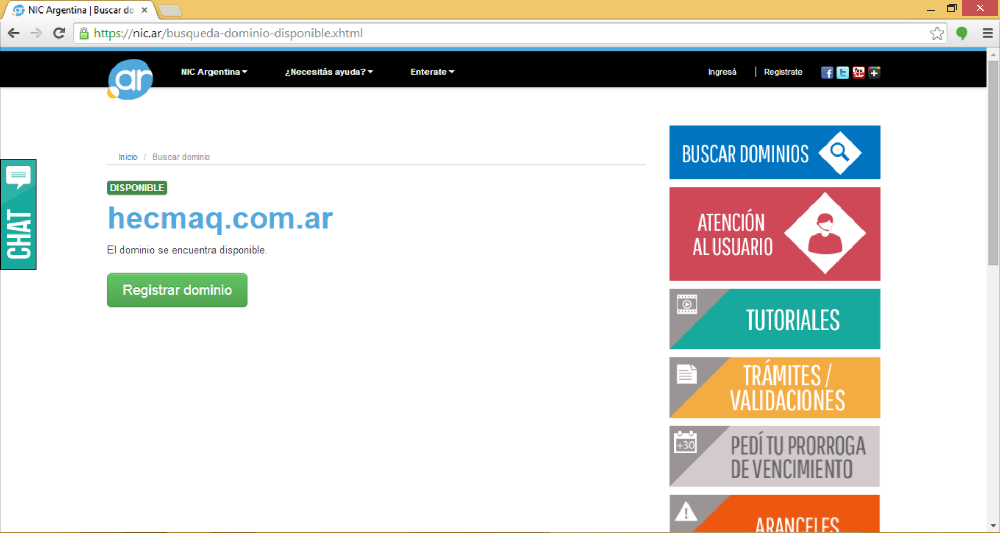 NIC Argentina | Buscar do
https://nic.ar/busqueda-dominio-disponible.xhtml
ar
NIC Argentina
¿Necesitás ayuda?
Enterate
Ingresá | Registrate
You
Tube
Inicio / Buscar dominio
DISPONIBLE
hecmaq.com.ar
El dominio se encuentra disponible.
Registrar dominio
CHAT
BUSCAR DOMINIOS
ATENCIÓN
AL USUARIO
TUTORIALES
TRÁMITES /
VALIDACIONES
+30
PEDÍ TU PRORROGA
DE VENCIMIENTO
ARANCELES